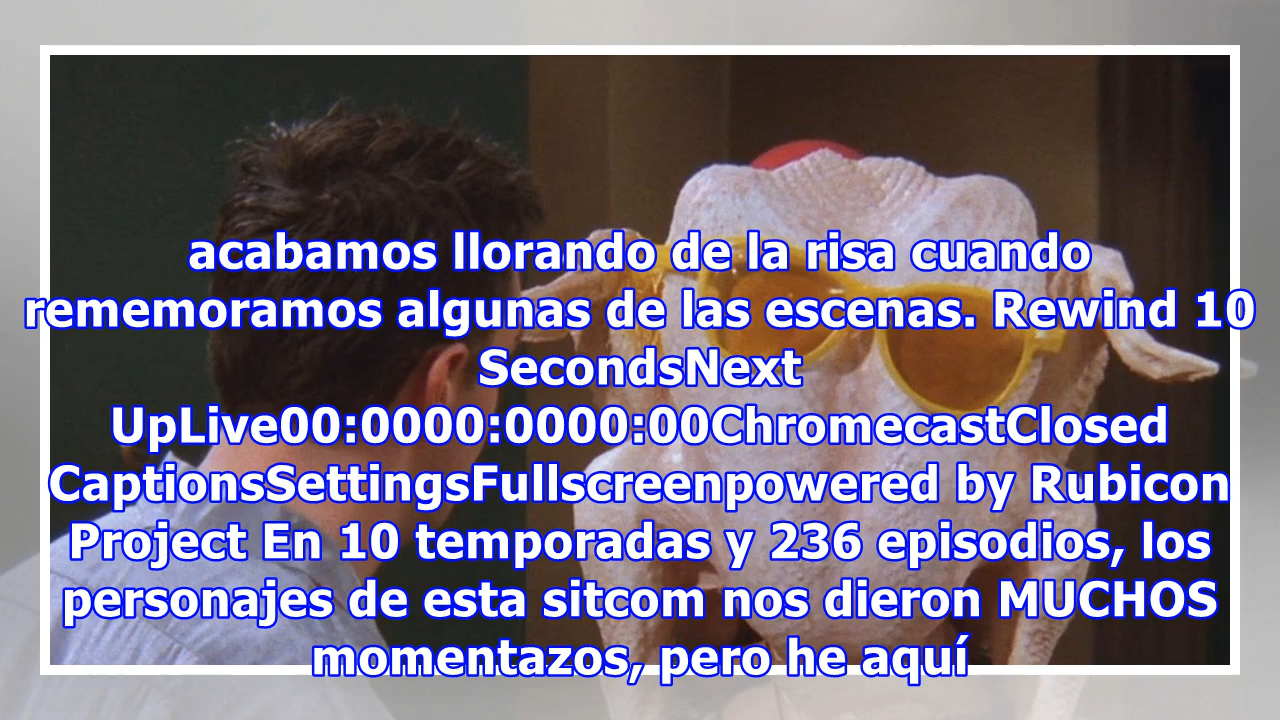 acabamos llorando de la risa cuando
rememoramos algunas de las escenas. Rewind 10
SecondsNext
UpLive00:0000:0000:00ChromecastClosed
CaptionsSettingsFullscreenpowered by Rubicon
Project En 10 temporadas y 236 episodios, los
personajes de esta sitcom nos dieron MUCHOS
momentazos, pero he aquí